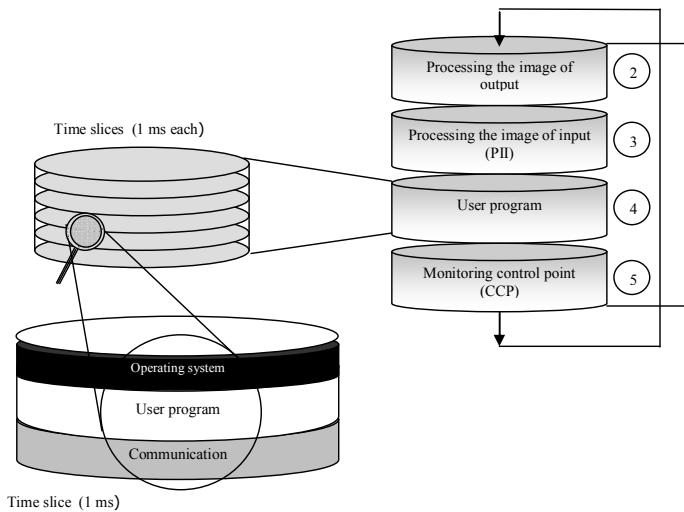 Processing the image of
output
2
Time slices (1 ms each)
Processing the image of input
(PII)
3
User program
4
Monitoring control point
(CCP)
5
Operating system
User program
Communication
Time slice (1 ms)